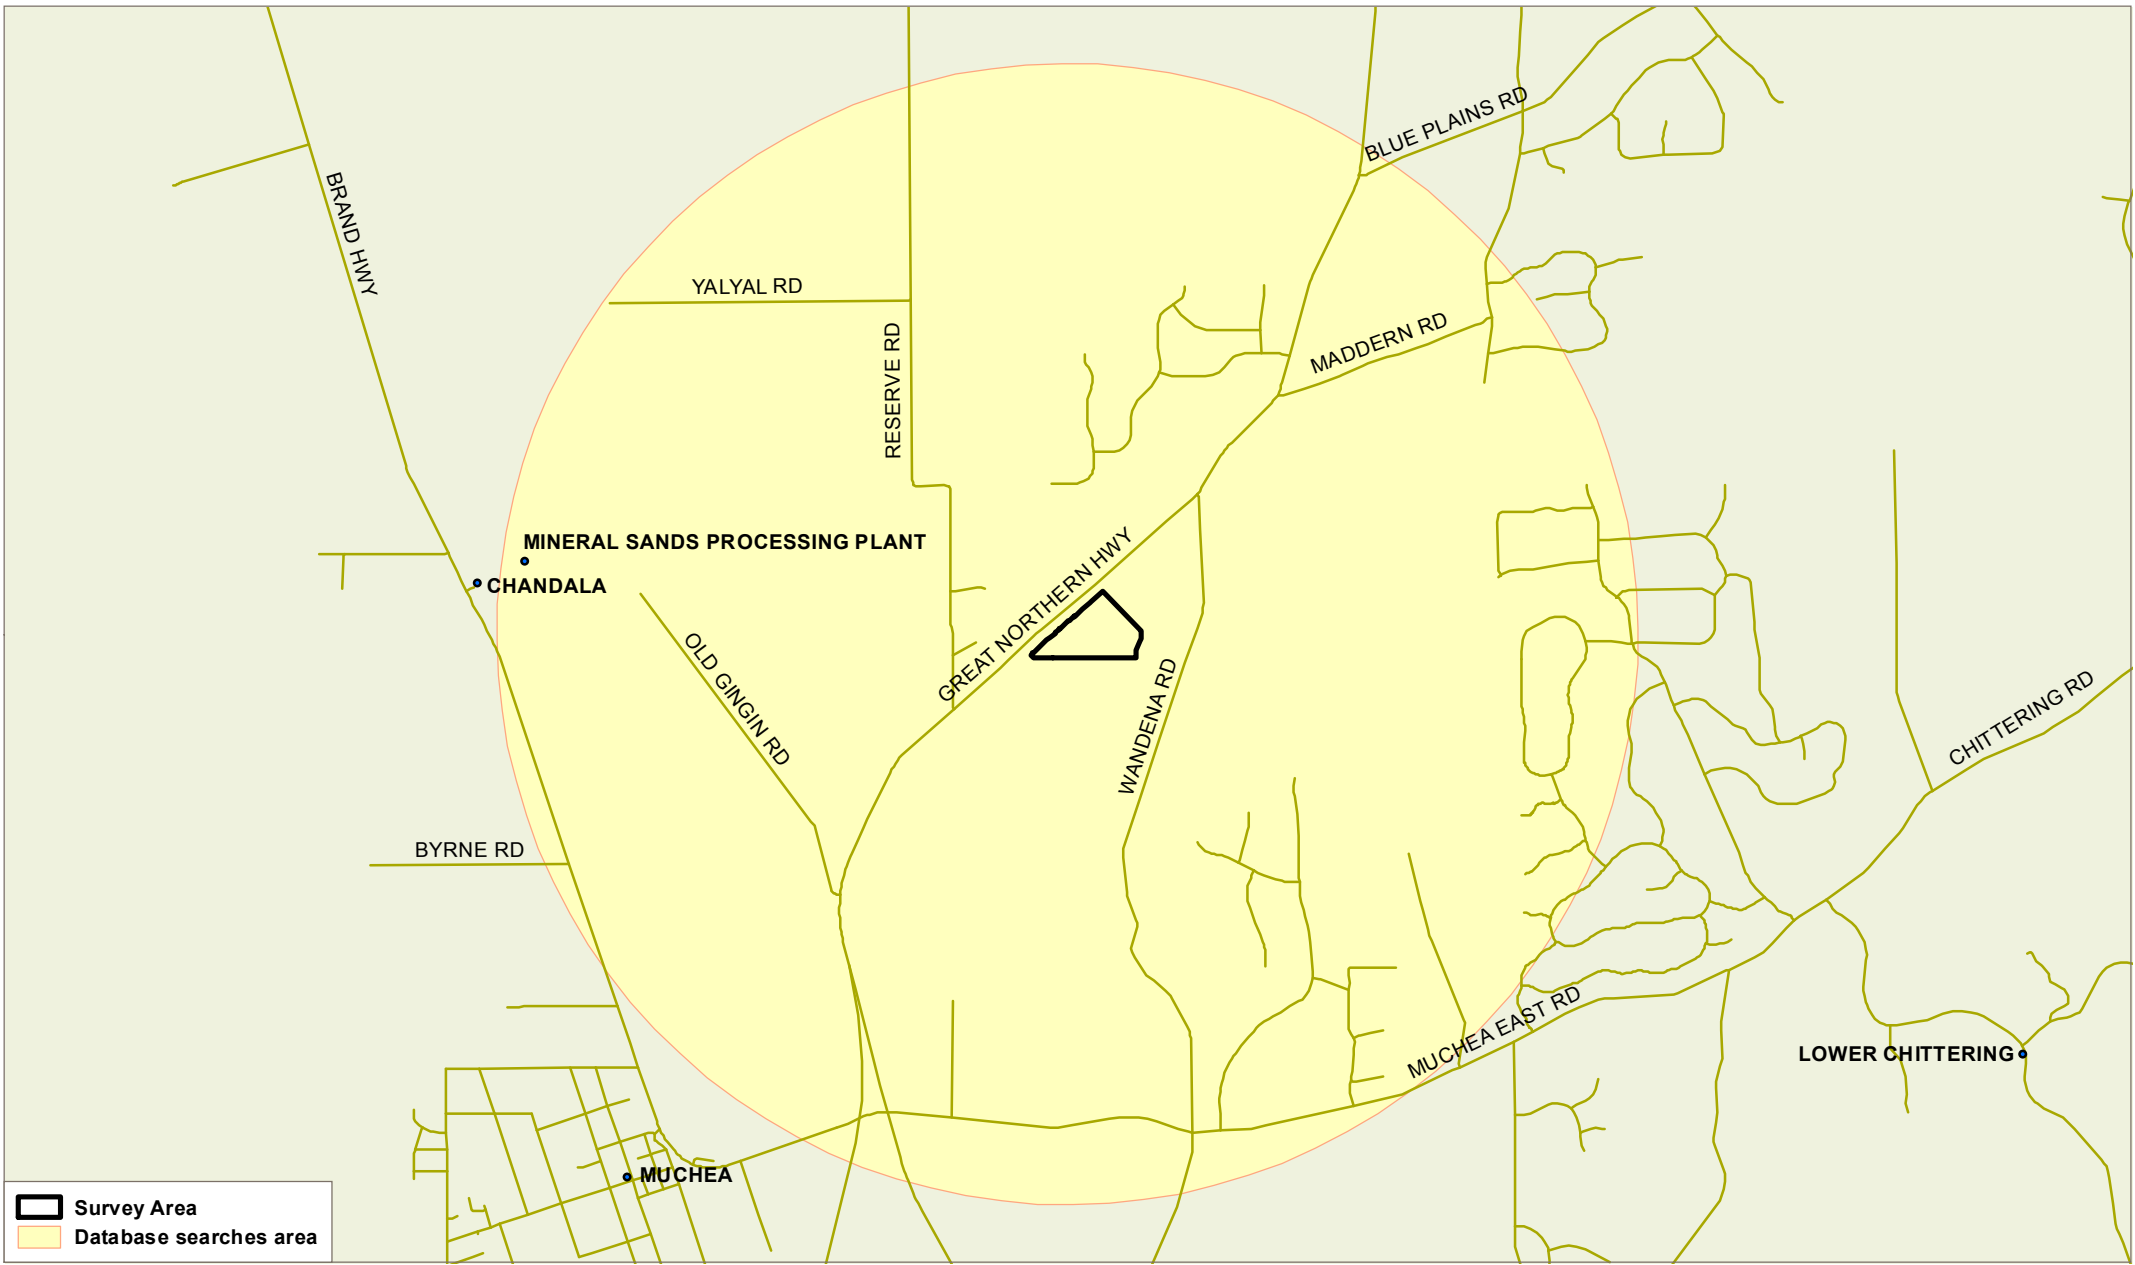 BLUE PLAINS RD
BRAND HWY
YALYAL RD
RESERVE RD
MADDERN RD
MINERAL SANDS PROCESSING PLANT
CHANDALA
GREAT NORTHERN HWY
OLD GINGIN RD
WANDENA RD
CHITTERING RD
BYRNE RD
MUCHEA EAST RD
LOWER CHITTERING
MUCHEA
Survey Area
Database searches area